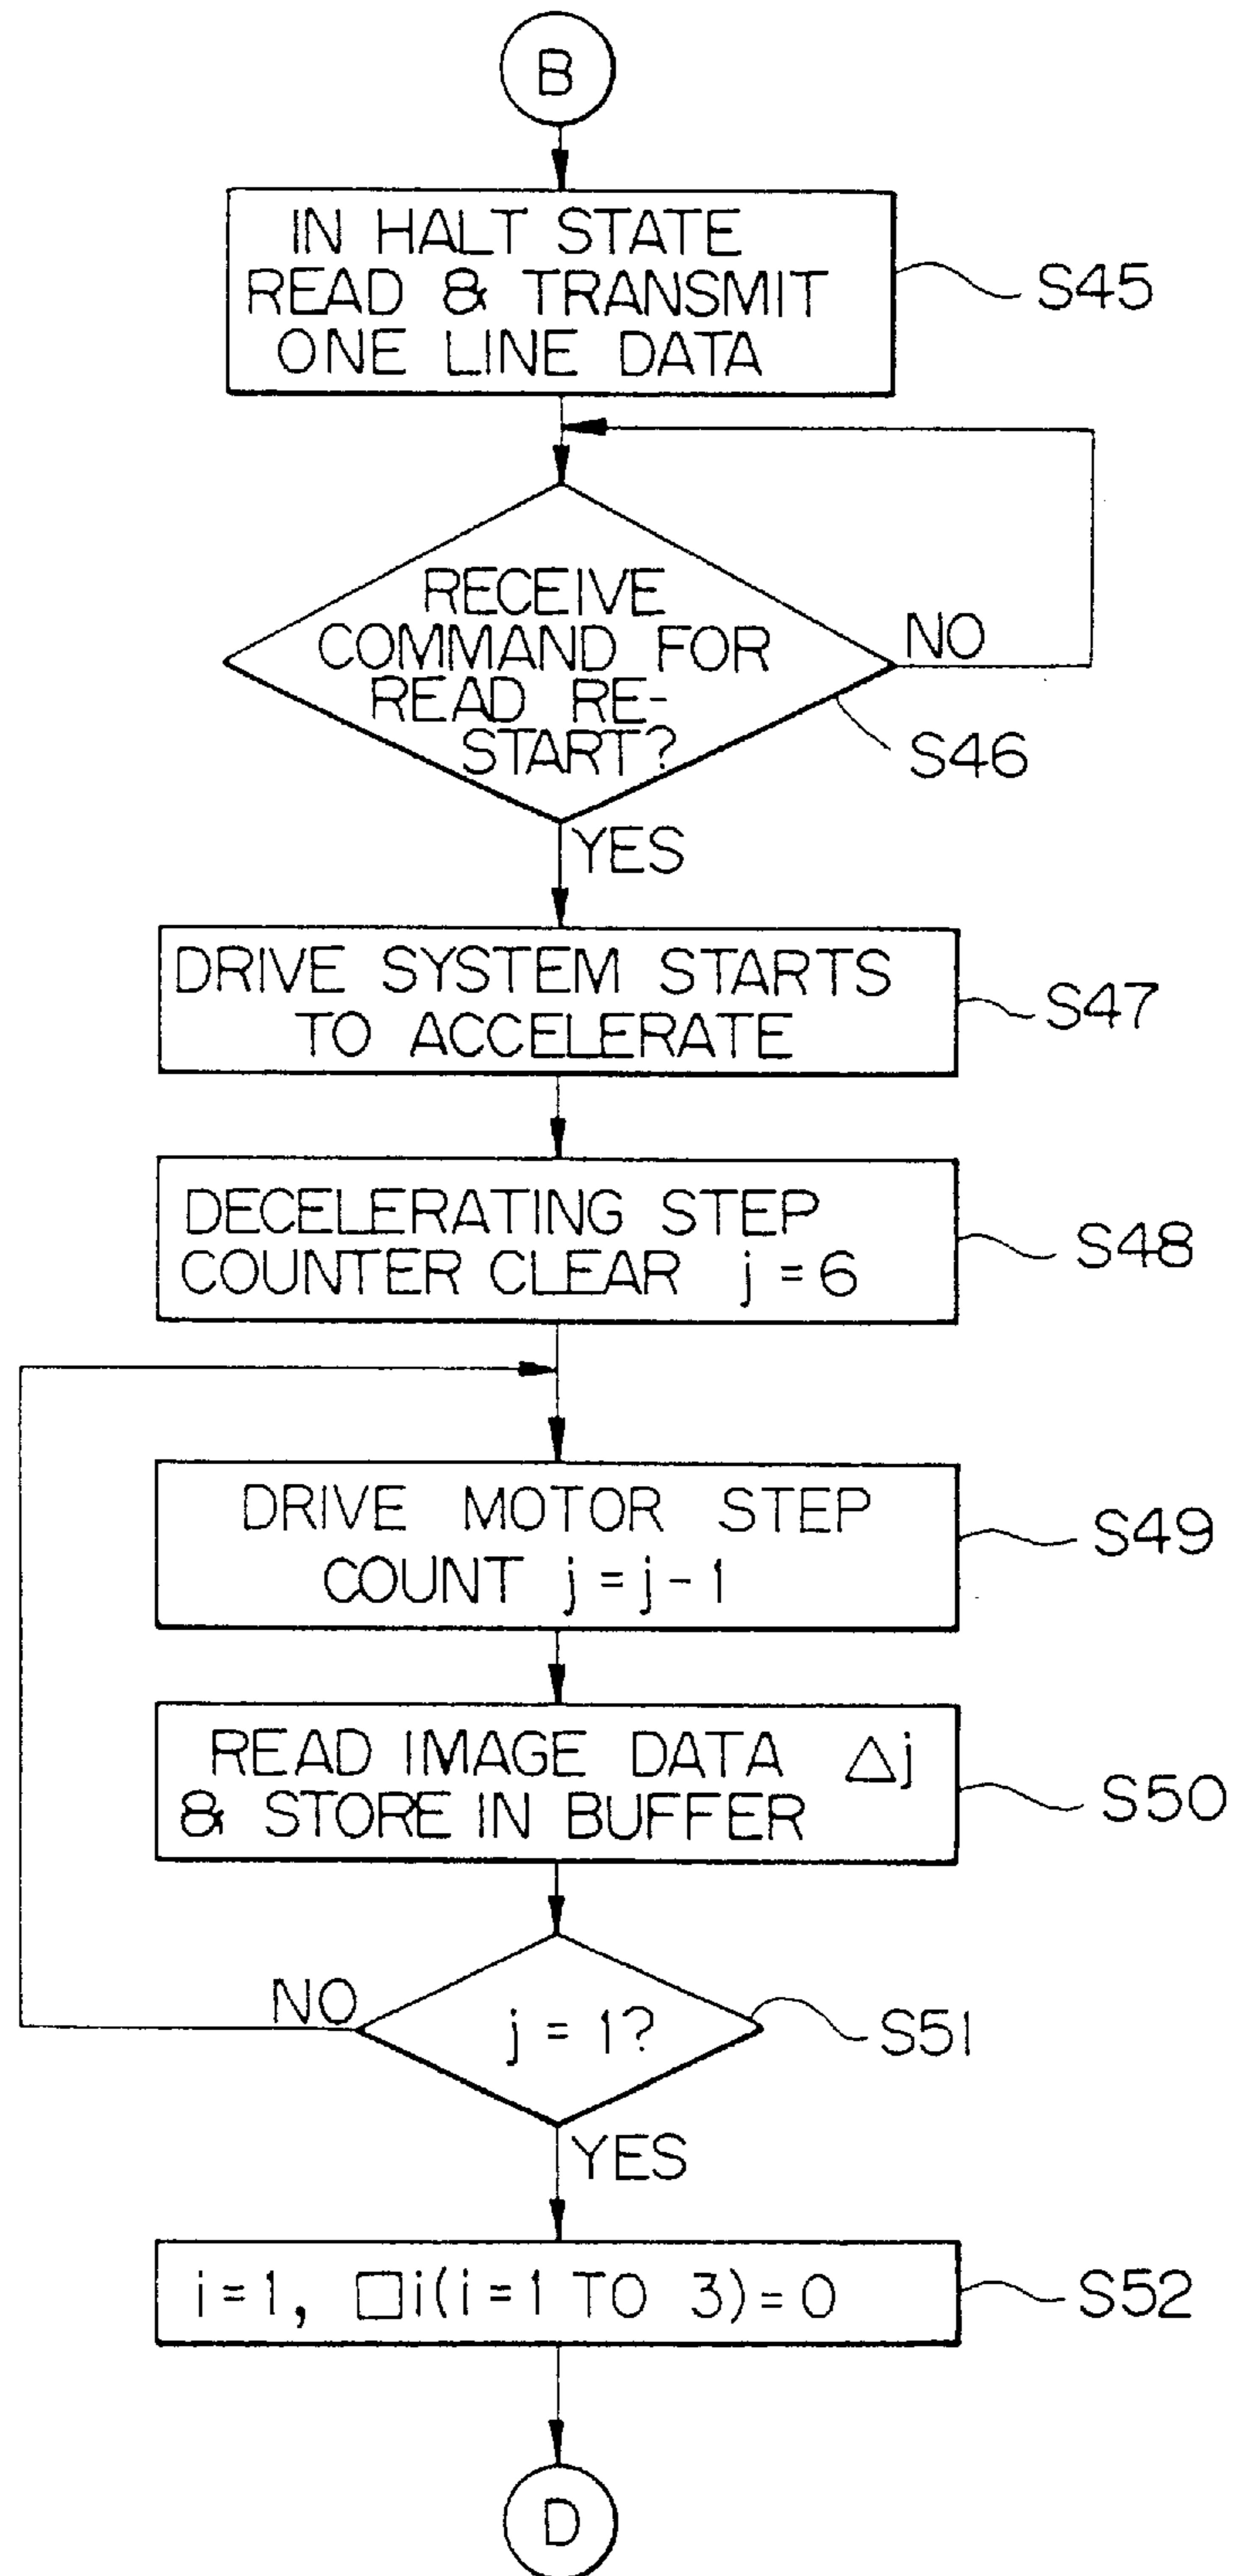 B
IN HALT STATE
READ & TRANSMIT
ONE LINE DATA
S45
RECEIVE
COMMAND FOR
READ RE-
START?
NO
S46
YES
DRIVE SYSTEM STARTS
TO ACCELERATE
S47
DECELERATING STEP
COUNTER CLEAR j = 6
S48
DRIVE MOTOR STEP
COUNT j = j - 1
S49
READ IMAGE DATA △j
& STORE IN BUFFER
S50
NO
j = 1?
S51
YES
i = 1, □i(i = 1 TO 3) = 0
S52
D